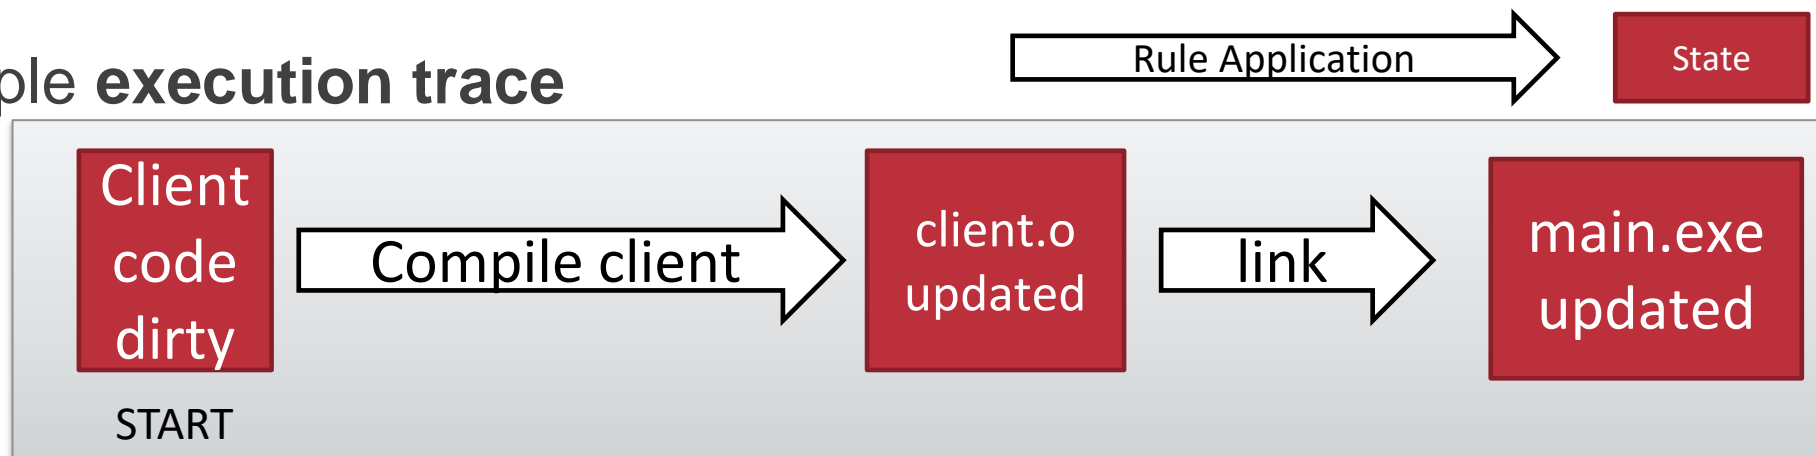 ple execution trace
Rule Application
State
Client
code
dirty
Compile client
client.o
updated
link
main.exe
updated
START